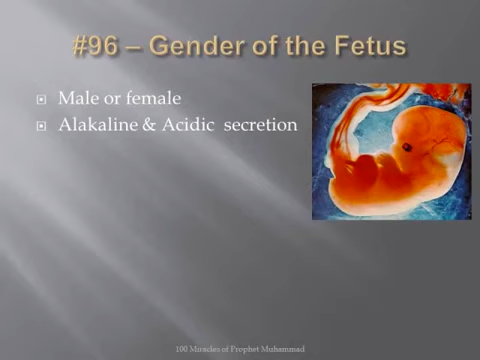 #96 – Gender of the Fetus
Male or female
Alakaline & Acidic secretion
100 Miracles of Prophet Muhammad